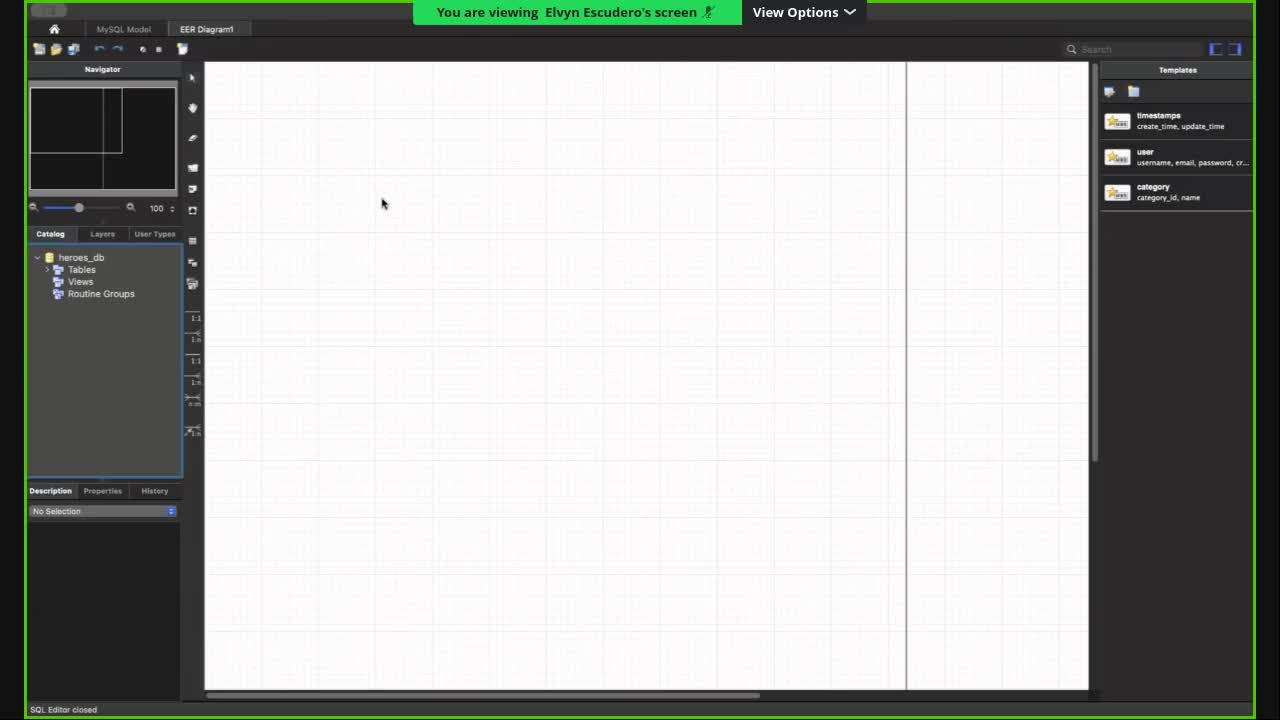 You are viewing Elvyn Escudero's screen
View Options
MySQL Model
EER Diagram1
Search
Navigator
Templates
timestamps
create_time, update_time
user
username, email, password, cr...
category
category_id, name
100
Catalog
Layers
User Types
heroes_db
Tables
Views
Routine Groups
1:1
1:n
1:1
1:n
n:m
1:n
Description
Properties
History
No Selection
SQL Editor closed